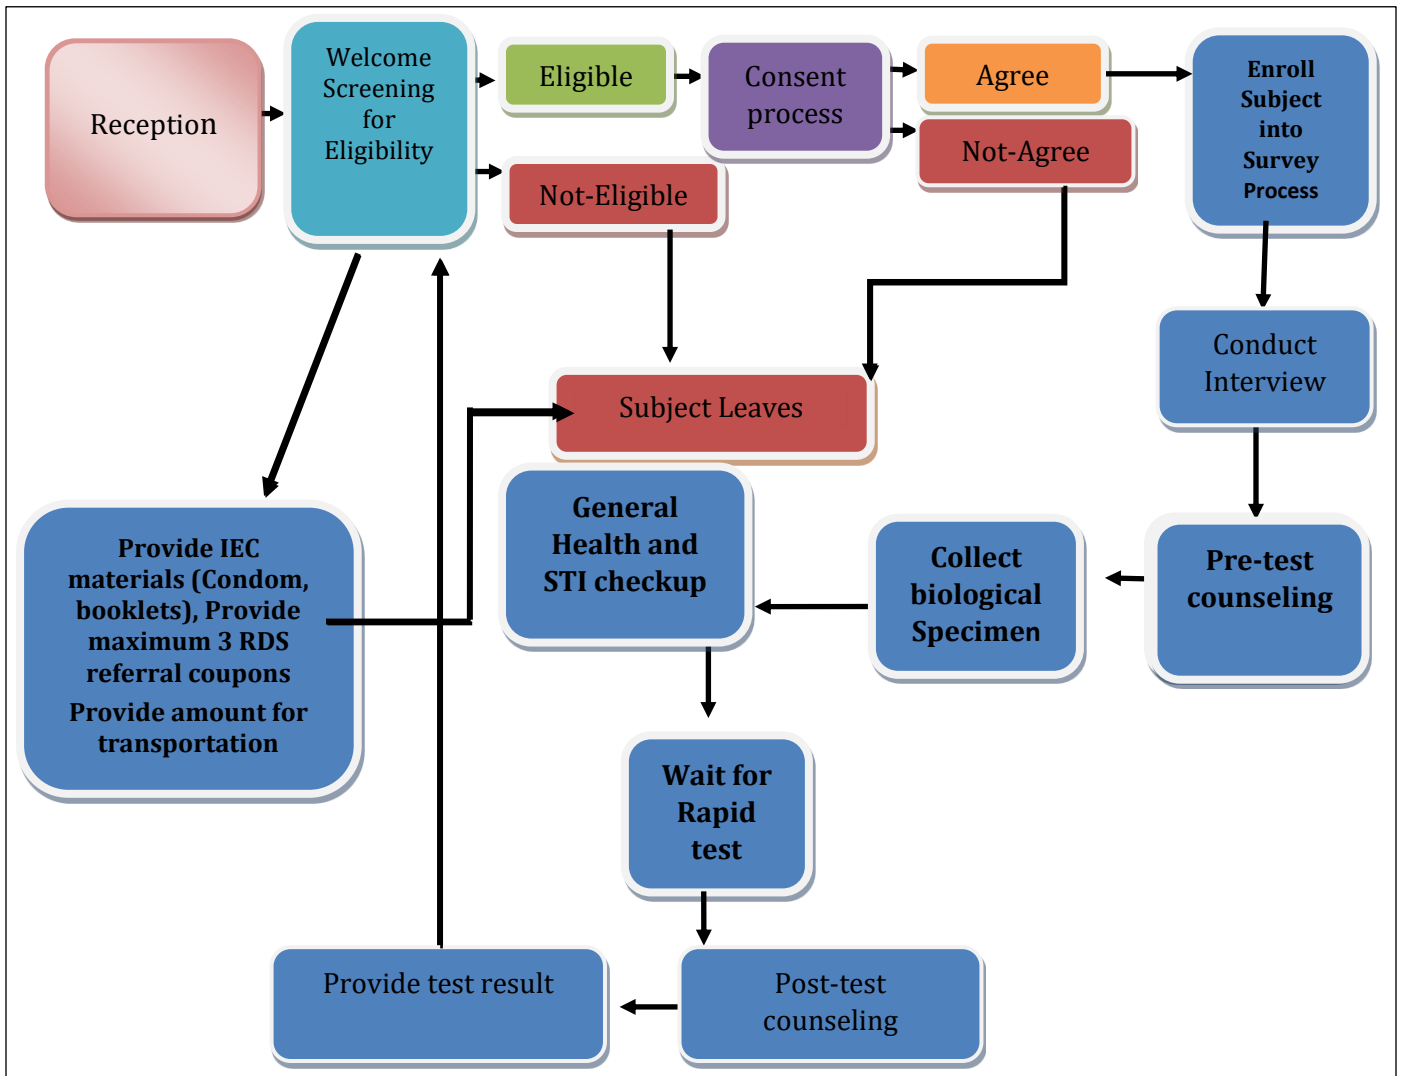 Reception
Welcome
Screening
for
Eligibility
Eligible
Not-Eligible
Consent
process
Agree
Not-Agree
Enroll
Subject
into
Survey
Process
Conduct
Interview
Subject Leaves
General
Health and
STI checkup
Collect
biological
Specimen
Pre-test
counseling
Provide IEC
materials (Condom,
booklets), Provide
maximum 3 RDS
referral coupons
Provide amount for
transportation
Wait for
Rapid
test
Provide test result
Post-test
counseling